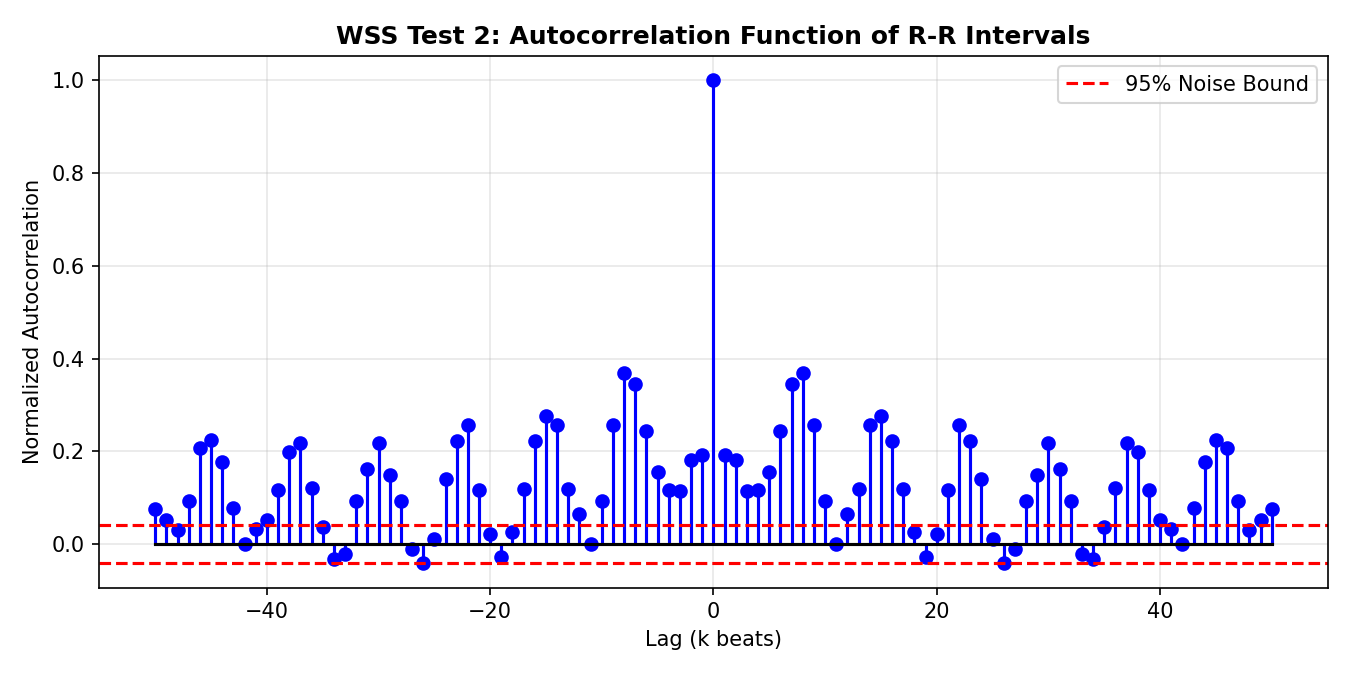 WSS Test 2: Autocorrelation Function of R-R Intervals
95% Noise Bound
Normalized Autocorrelation
1.0
0.8
0.6
0.4
0.2
0.0
−40
−20
0
20
40
Lag (k beats)